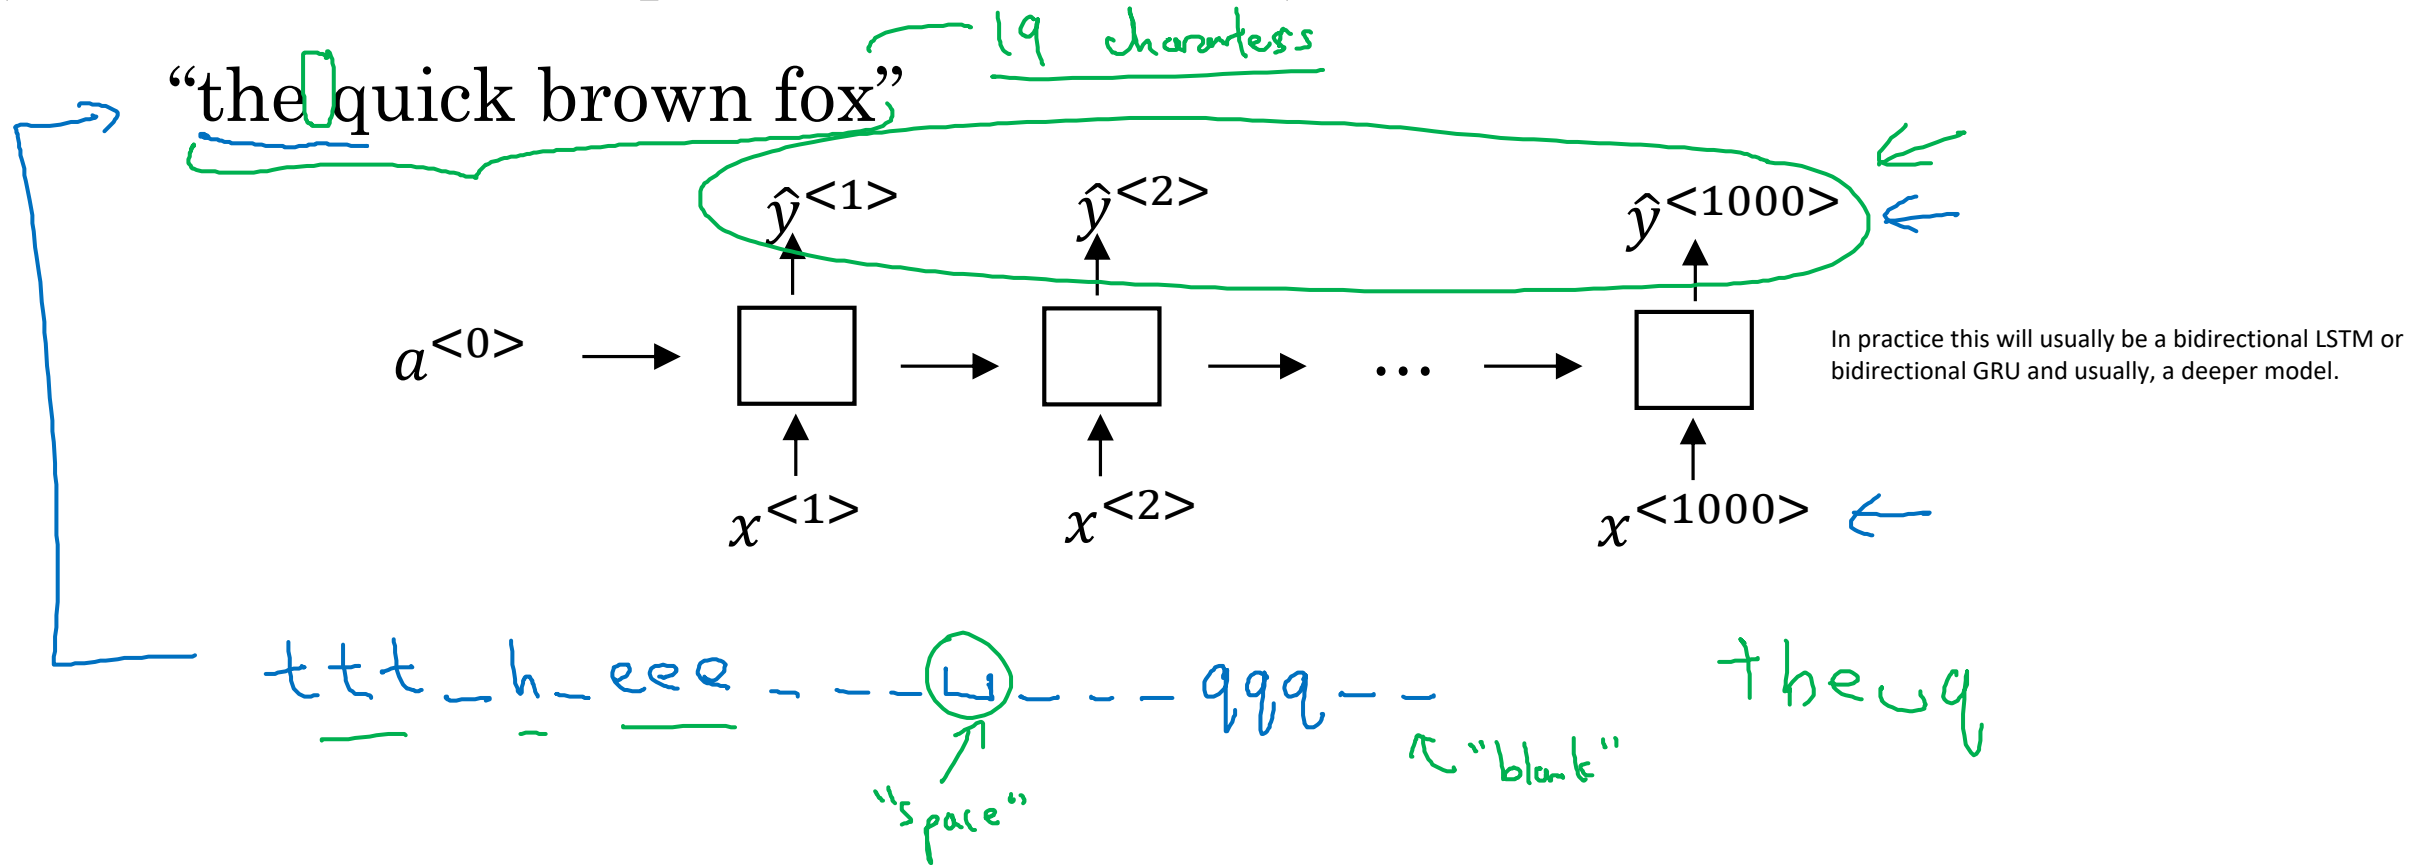 19 characters
“the quick brown fox”
ŷ<1> ŷ<2> ŷ<1000>
a<0> ... In practice this will usually be a bidirectional LSTM or
bidirectional GRU and usually, a deeper model.
x<1> x<2> x<1000>
ttt_h_eee____⊔___qqq__ the⊔q
"blank"
"space"